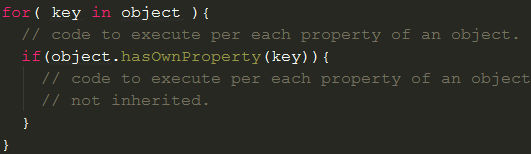 for( key in object ){
// code to execute per each property of an object.
if(object.hasOwnProperty(key)){
// code to execute per each property of an object
// not inherited.
}
}